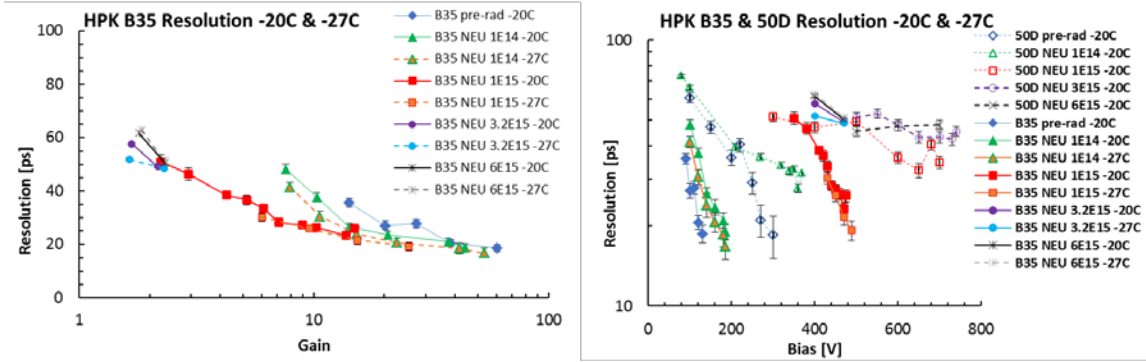 HPK B35 Resolution -20C & -27C
Resolution [ps]
100
80
60
40
20
0
1
10
100
Gain
B35 pre-rad -20C
B35 NEU 1E14 -20C
B35 NEU 1E14 -27C
B35 NEU 1E15 -20C
B35 NEU 1E15 -27C
B35 NEU 3.2E15 -20C
B35 NEU 3.2E15 -27C
B35 NEU 6E15 -20C
B35 NEU 6E15 -27C
HPK B35 & 50D Resolution -20C & -27C
Resolution [ps]
100
10
0
200
400
600
800
Bias [V]
50D pre-rad -20C
50D NEU 1E14 -20C
50D NEU 1E15 -20C
50D NEU 3E15 -20C
50D NEU 6E15 -20C
B35 pre-rad -20C
B35 NEU 1E14 -20C
B35 NEU 1E14 -27C
B35 NEU 1E15 -20C
B35 NEU 1E15 -27C
B35 NEU 3.2E15 -20C
B35 NEU 3.2E15 -27C
B35 NEU 6E15 -20C
B35 NEU 6E15 -27C